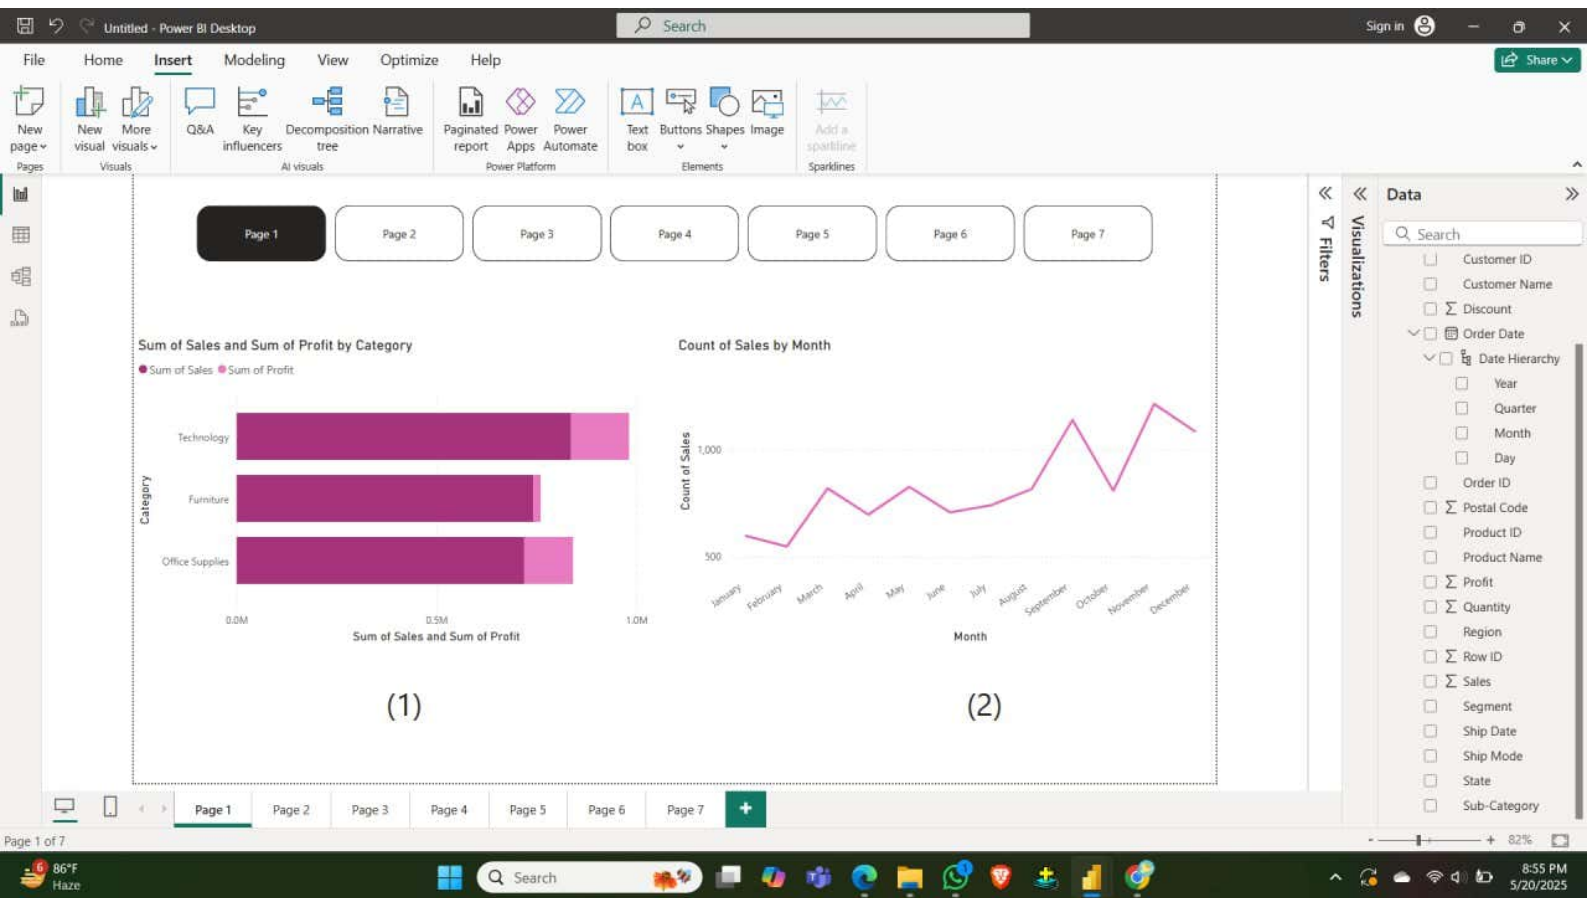 Untitled - Power BI Desktop
Search
Sign in
File Home Insert Modeling View Optimize Help
Share
New page
New visual
More visuals
Q&A
Key influencers
Decomposition tree
Narrative
Paginated report
Power Apps
Power Automate
Text box
Buttons
Shapes
Image
Add a sparkline
Pages
Visuals
AI visuals
Power Platform
Elements
Sparklines
Page 1
Page 2
Page 3
Page 4
Page 5
Page 6
Page 7
Sum of Sales and Sum of Profit by Category
Sum of Sales Sum of Profit
Category
Technology
Furniture
Office Supplies
0.0M 0.5M 1.0M
Sum of Sales and Sum of Profit
(1)
Count of Sales by Month
Count of Sales
1,000
500
January February March April May June July August September October November December
Month
(2)
Filters
Visualizations
Data
Search
Customer ID
Customer Name
Σ Discount
Order Date
Date Hierarchy
Year
Quarter
Month
Day
Order ID
Σ Postal Code
Product ID
Product Name
Σ Profit
Σ Quantity
Region
Σ Row ID
Σ Sales
Segment
Ship Date
Ship Mode
State
Sub-Category
Page 1 Page 2 Page 3 Page 4 Page 5 Page 6 Page 7 +
Page 1 of 7
- + 82%
6
86°F
Haze
Search
1
8:55 PM
5/20/2025